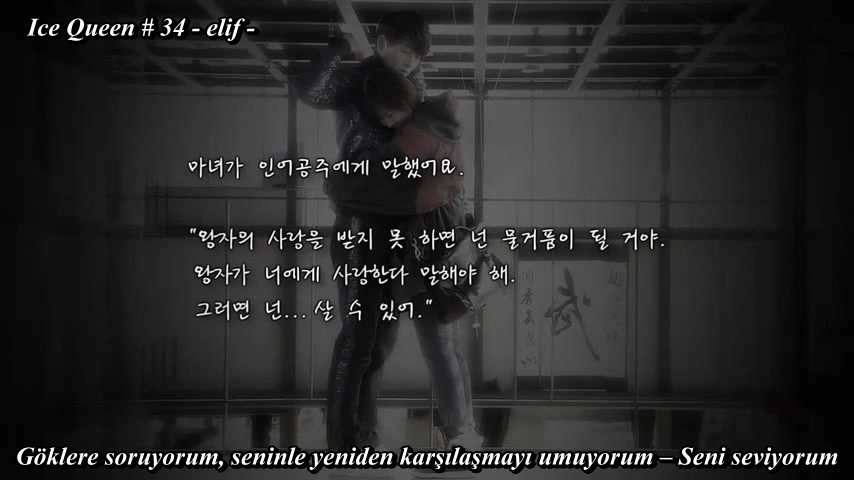 Ice Queen # 34 - elif -
마녀가 인어공주에게 말했어요.
"왕자의 사랑을 받지 못 하면 넌 물거품이 될 거야.
왕자가 너에게 사랑한다 말해야 해.
그러면 넌... 살 수 있어."
武
Göklere soruyorum, seninle yeniden karşılaşmayı umuyorum – Seni seviyorum